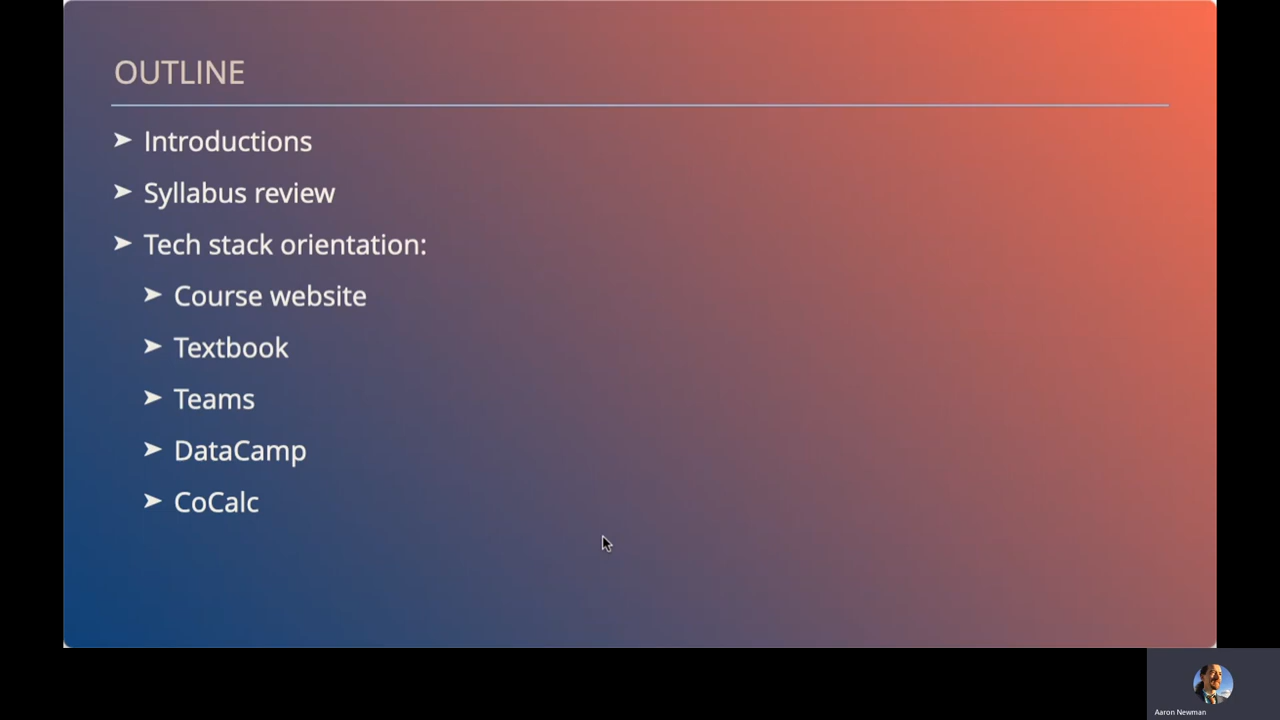 OUTLINE
➤ Introductions
➤ Syllabus review
➤ Tech stack orientation:
➤ Course website
➤ Textbook
➤ Teams
➤ DataCamp
➤ CoCalc
Aaron Newman